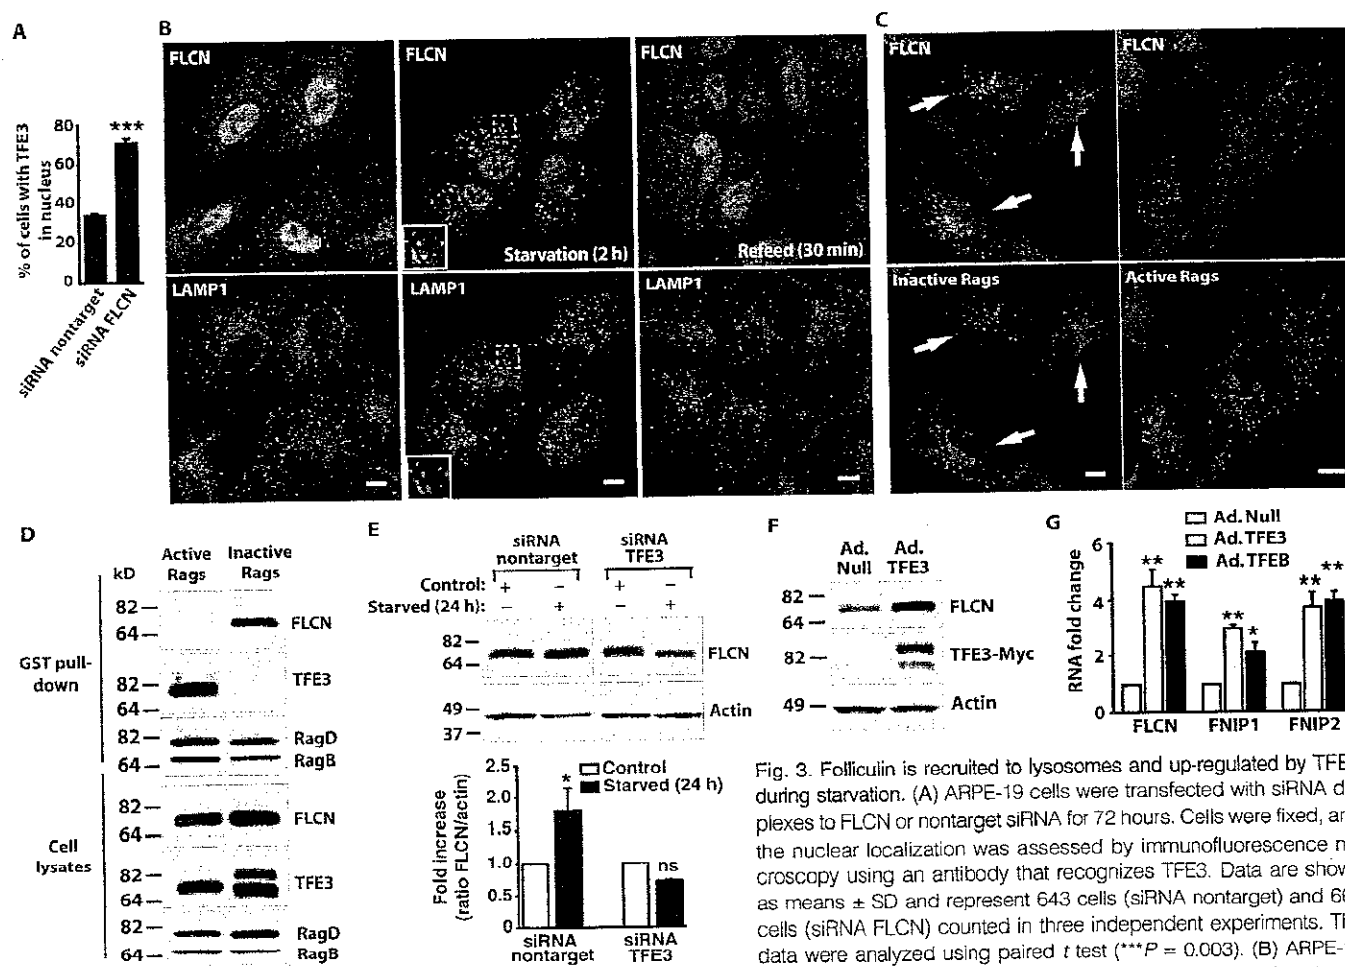 A
% of cells with TFE3
in nucleus
80
60
40
20
0
***
siRNA nontarget
siRNA FLCN
B
FLCN
FLCN
Starvation (2 h)
FLCN
Refeed (30 min)
LAMP1
LAMP1
LAMP1
C
FLCN
FLCN
Inactive Rags
Active Rags
D
Active
Rags
Inactive
Rags
kD
82
64
FLCN
GST pull-
down
82
64
TFE3
82
RagD
64
RagB
Cell
lysates
82
64
FLCN
82
64
TFE3
82
RagD
64
RagB
E
siRNA
nontarget
siRNA
TFE3
Control: + – + –
Starved (24 h): – + – +
82
64
FLCN
49
37
Actin
Control
Starved (24 h)
Fold increase
(ratio FLCN/actin)
2.5
2.0
1.5
1.0
0.5
0.0
*
ns
siRNA
nontarget
siRNA
TFE3
F
Ad.
Null
Ad.
TFE3
82
64
FLCN
82
TFE3-Myc
49
Actin
G
Ad. Null
Ad. TFE3
Ad. TFEB
RNA fold change
6
4
2
0
** **
** *
** **
FLCN
FNIP1
FNIP2
Fig. 3. Folliculin is recruited to lysosomes and up-regulated by TFE
during starvation. (A) ARPE-19 cells were transfected with siRNA d
plexes to FLCN or nontarget siRNA for 72 hours. Cells were fixed, an
the nuclear localization was assessed by immunofluorescence m
croscopy using an antibody that recognizes TFE3. Data are show
as means ± SD and represent 643 cells (siRNA nontarget) and 66
cells (siRNA FLCN) counted in three independent experiments. Th
data were analyzed using paired t test (***P = 0.003). (B) ARPE-1